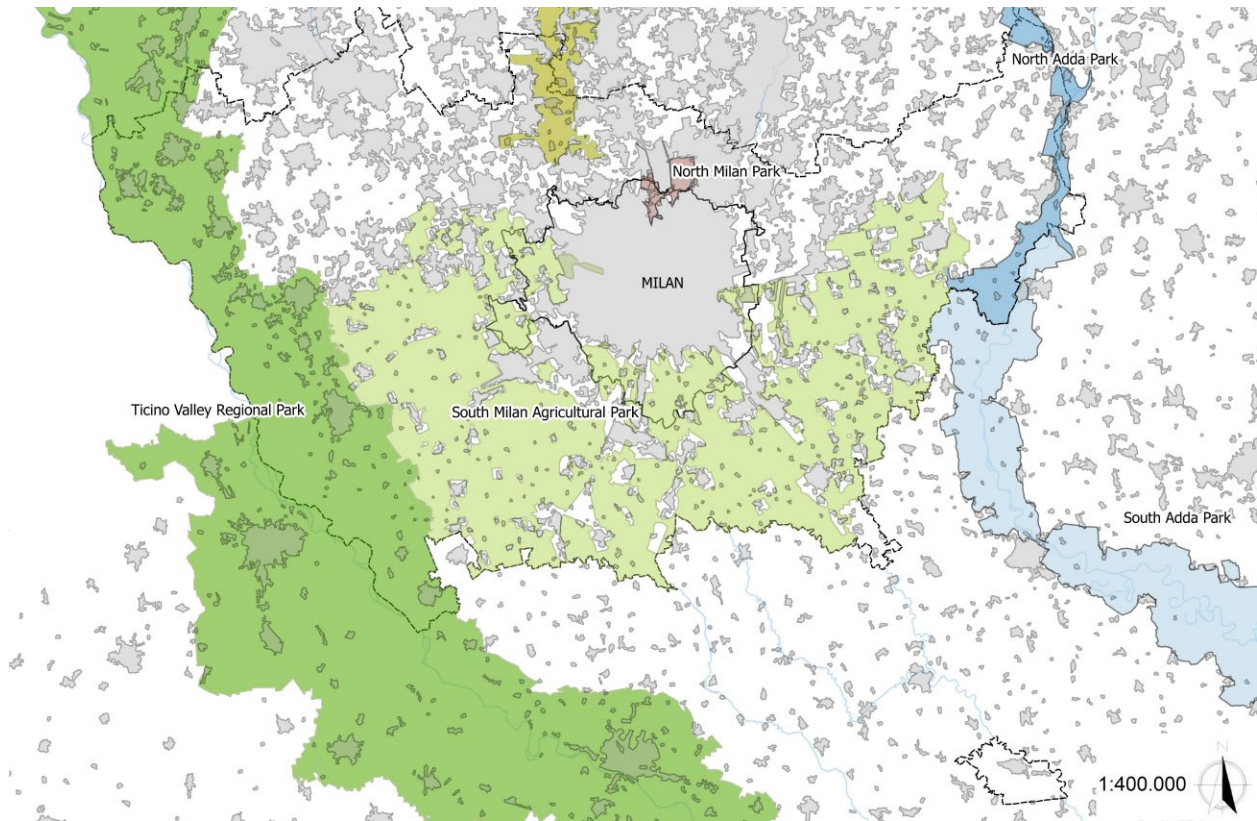 North Adda Park
North Milan Park
MILAN
Ticino Valley Regional Park
South Milan Agricultural Park
South Adda Park
N
1:400.000